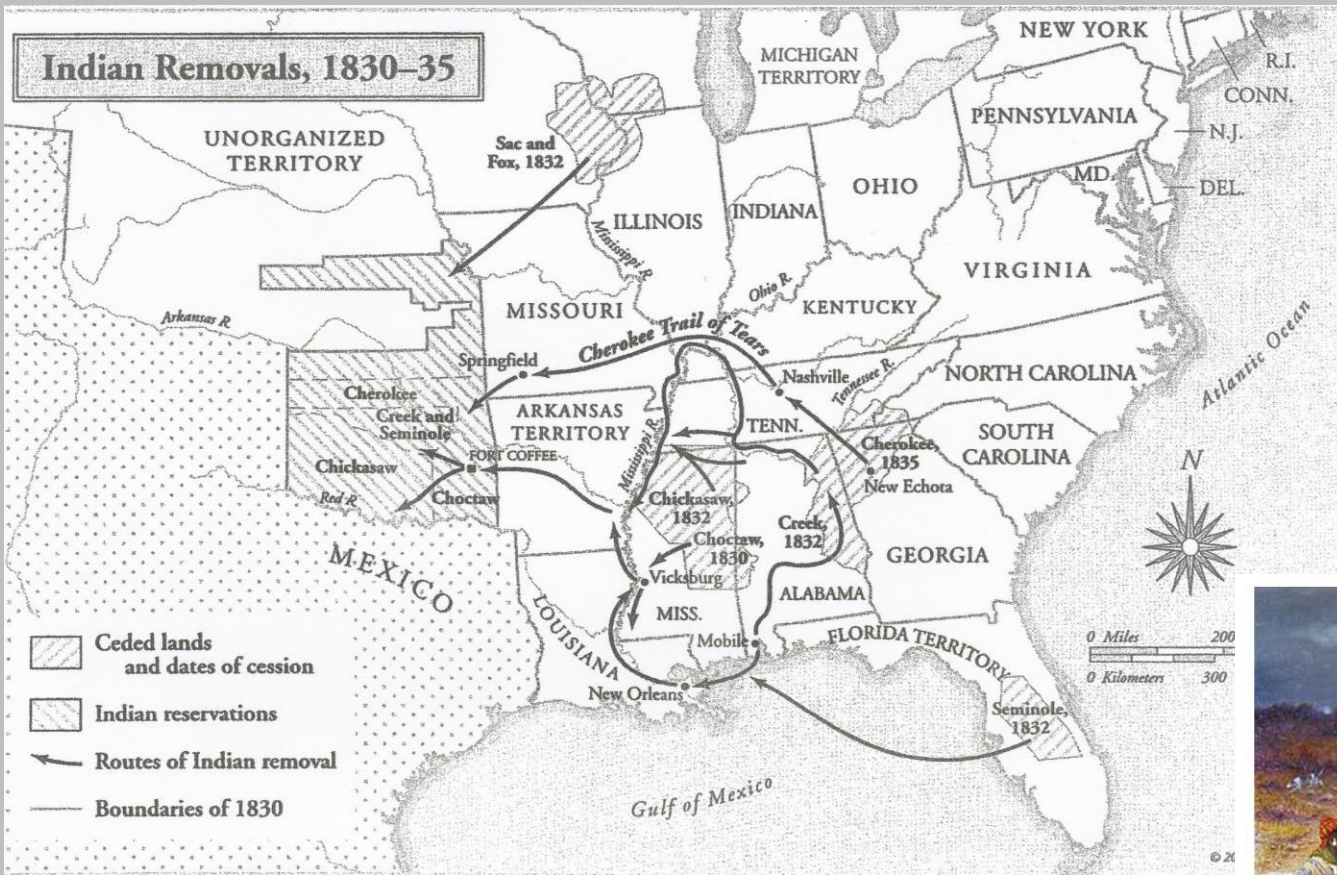 Indian Removals, 1830–35
NEW YORK
MICHIGAN
TERRITORY
R.I.
CONN.
PENNSYLVANIA
N.J.
UNORGANIZED
TERRITORY
Sac and
Fox, 1832
OHIO
MD.
DEL.
ILLINOIS
INDIANA
Mississippi R.
VIRGINIA
Ohio R.
KENTUCKY
MISSOURI
Arkansas R.
Cherokee Trail of Tears
Springfield
Nashville
Tennessee R.
NORTH CAROLINA
Atlantic Ocean
Cherokee
Creek and
Seminole
ARKANSAS
TERRITORY
TENN.
SOUTH
CAROLINA
Cherokee,
1835
New Echota
FORT COFFEE
Chickasaw
Mississippi R.
N
Red R.
Choctaw
Chickasaw,
1832
Creek,
1832
Choctaw,
1830
GEORGIA
MEXICO
Vicksburg
ALABAMA
MISS.
LOUISIANA
Mobile
FLORIDA TERRITORY
0 Miles 200
0 Kilometers 300
New Orleans
Seminole,
1832
Gulf of Mexico
Ceded lands
and dates of cession
Indian reservations
Routes of Indian removal
Boundaries of 1830
© 20